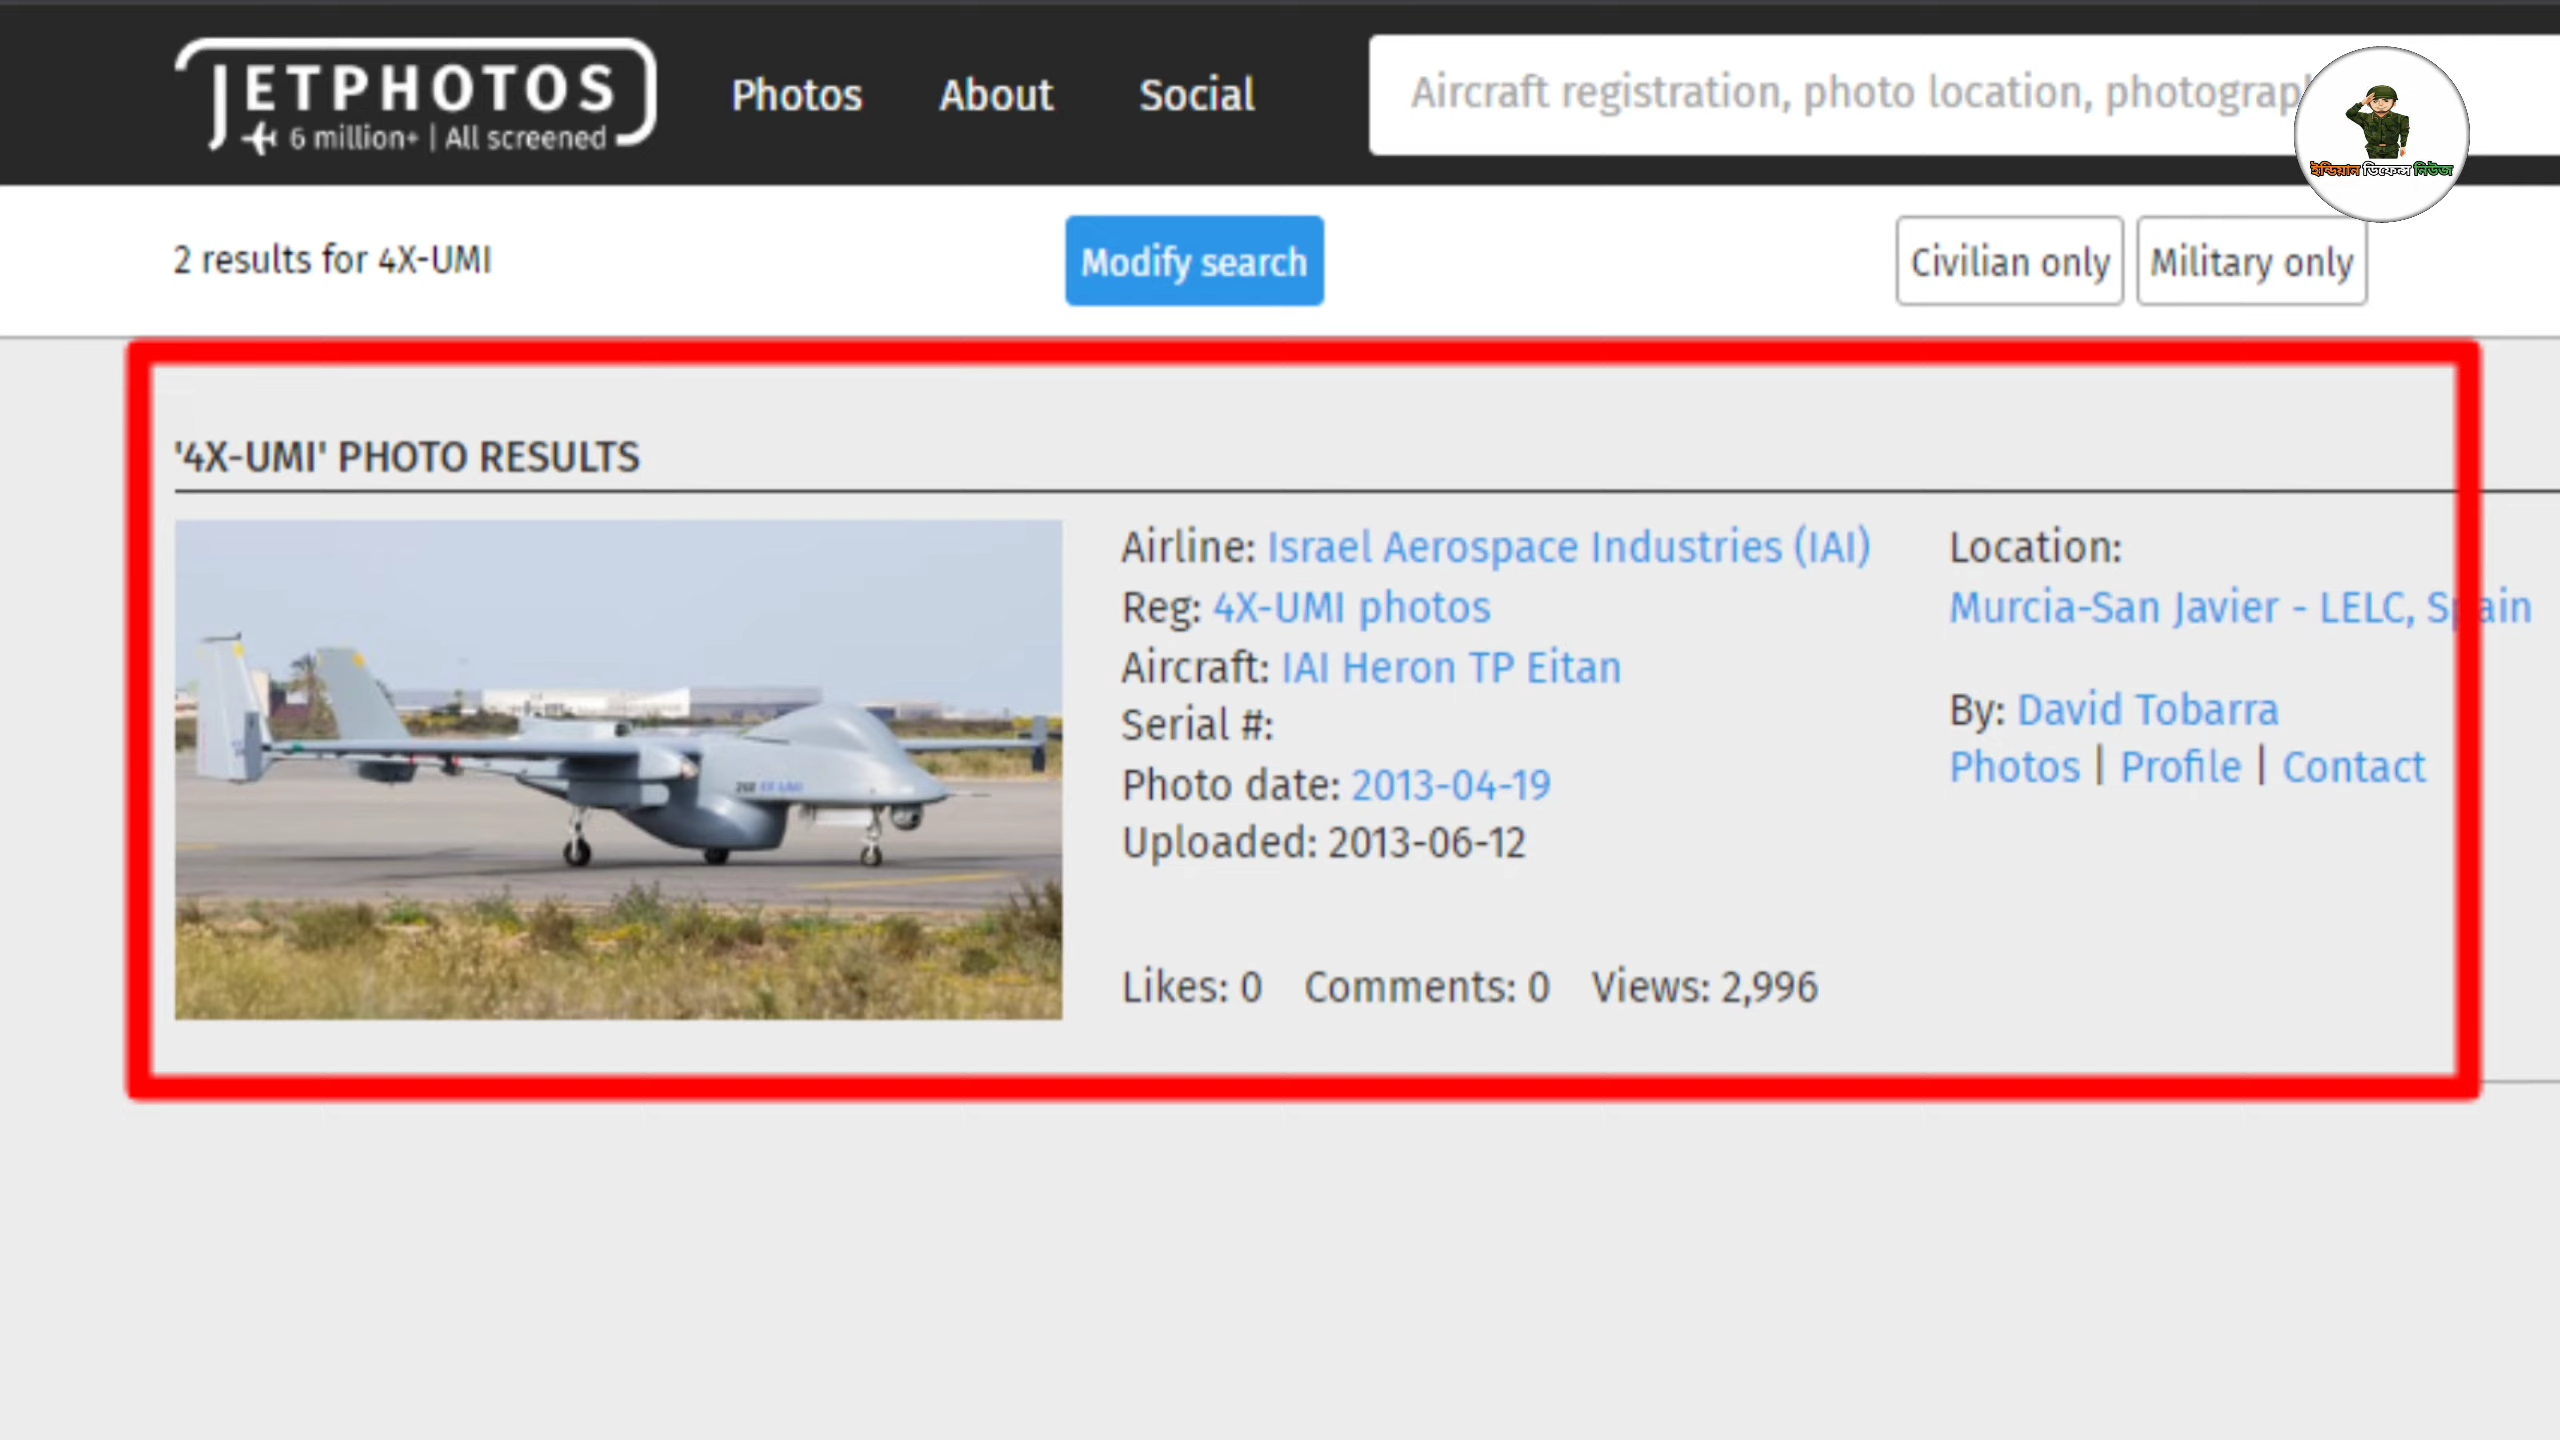 JETPHOTOS
6 million+ | All screened
Photos About Social
Aircraft registration, photo location, photograp
ইন্ডিয়ান ডিফেন্স নিউজ
2 results for 4X-UMI
Modify search
Civilian only
Military only
'4X-UMI' PHOTO RESULTS
Airline: Israel Aerospace Industries (IAI)
Reg: 4X-UMI photos
Aircraft: IAI Heron TP Eitan
Serial #:
Photo date: 2013-04-19
Uploaded: 2013-06-12
Likes: 0 Comments: 0 Views: 2,996
Location:
Murcia-San Javier - LELC, Spain
By: David Tobarra
Photos | Profile | Contact